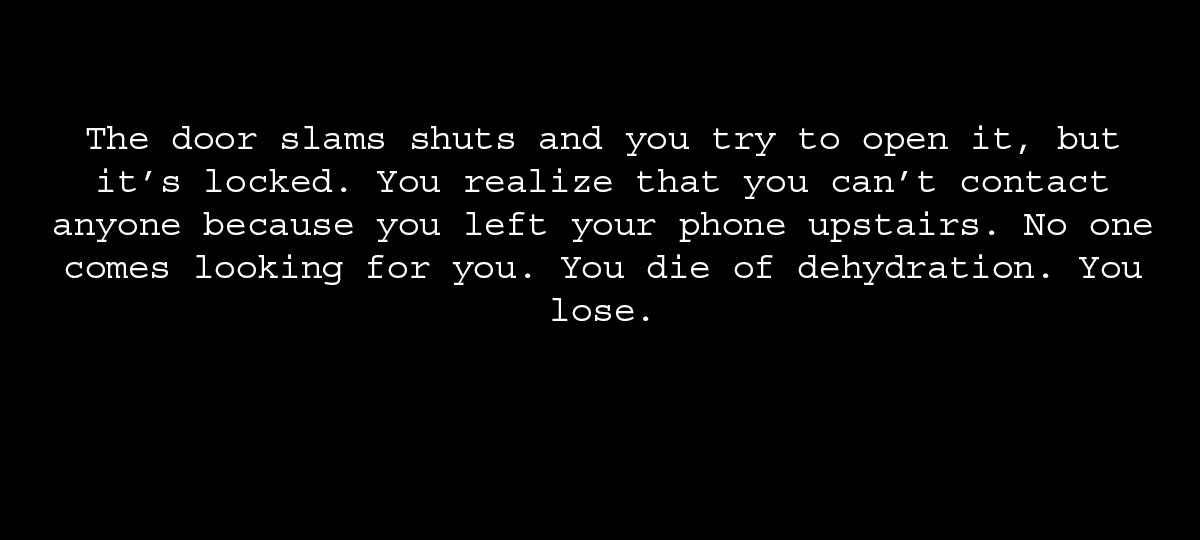 The door slams shuts and you try to open it, but
it’s locked. You realize that you can’t contact
anyone because you left your phone upstairs. No one
comes looking for you. You die of dehydration. You
lose.